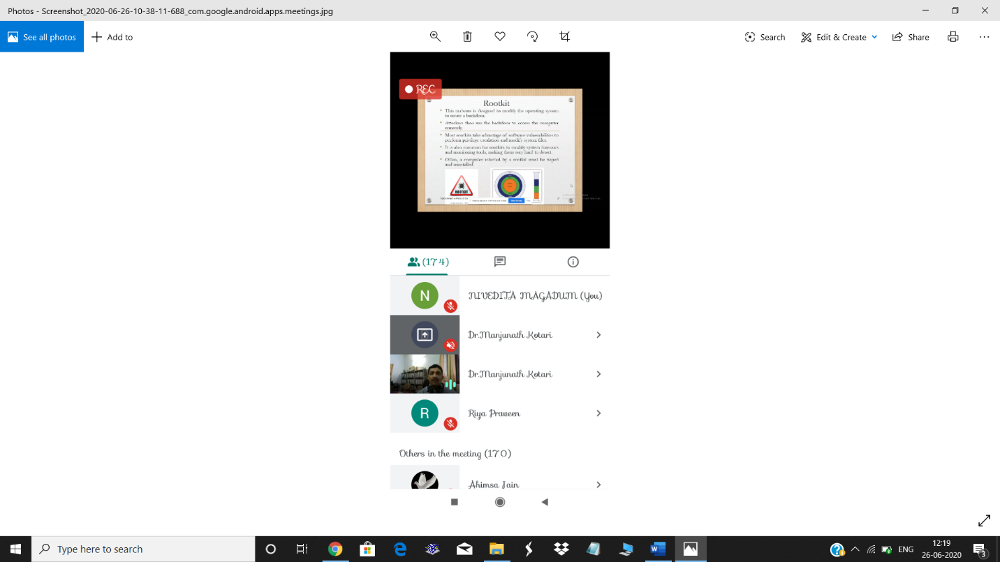 Photos - Screenshot_2020-06-26-10-38-11-688_com.google.android.apps.meetings.jpg
See all photos
Add to
Search
Edit & Create
Share
REC
Rootkit
• This malware is designed to modify the operating system
to create a backdoor.
• Attackers then use the backdoor to access the computer
remotely.
• Most rootkits take advantage of software vulnerabilities to
perform privilege escalation and modify system files.
• It is also common for rootkits to modify system forensics
and monitoring tools, making them very hard to detect.
• Often, a computer infected by a rootkit must be wiped
and reinstalled.
ROOTKIT
(174)
N
NIVEDITA MAGADUM (You)
Dr.Manjunath Kotari
Dr.Manjunath Kotari
R
Riya Praveen
Others in the meeting (170)
Ahimsa Jain
Type here to search
ENG
12:19
26-06-2020
3